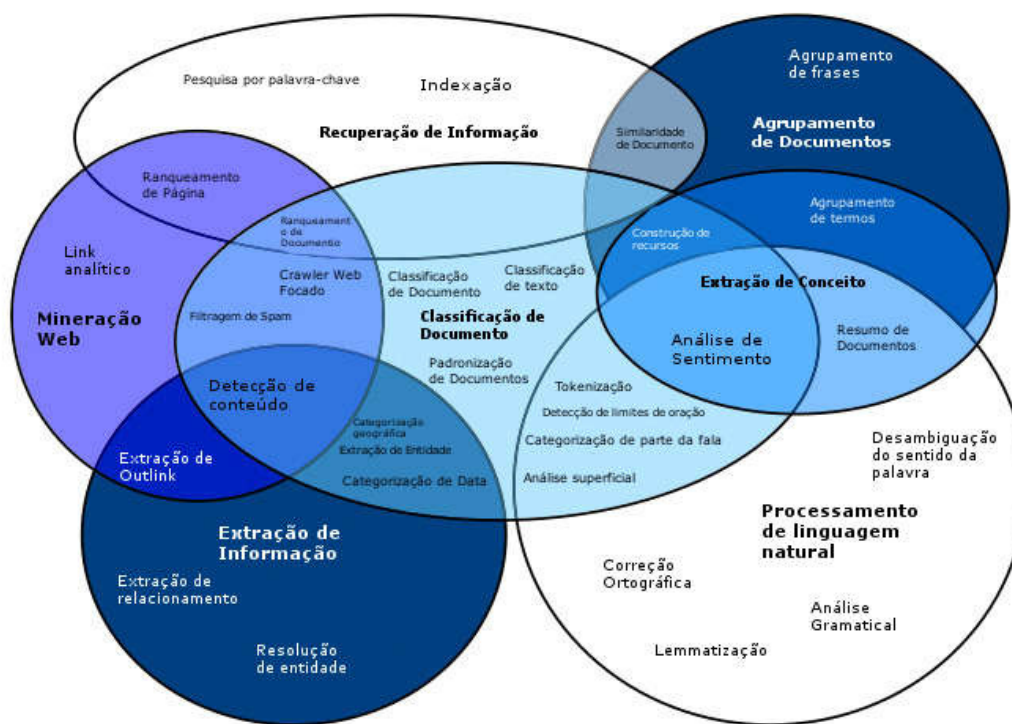 Agrupamento
de frases
Pesquisa por palavra-chave
Indexação
Recuperação de Informação
Similaridade
de Documento
Agrupamento
de Documentos
Ranqueamento
de Página
Ranqueament
o de
Documentio
Agrupamento
de termos
Construção de
recursos
Link
analítico
Crawler Web
Focado
Classificação
de Documento
Classificação
de texto
Extração de Conceito
Mineração
Web
Filtragem de Spam
Classificação de
Documento
Análise de
Sentimento
Resumo de
Documentos
Padronização
de Documentos
Detecção de
conteúdo
Tokenização
Detecção de limites de oração
Categorização
geográfica
Extração de Entidade
Categorização de parte da fala
Categorização de Data
Análise superficial
Extração de
Outlink
Desambiguação
do sentido da
palavra
Processamento
de linguagem
natural
Extração de
Informação
Extração de
relacionamento
Correção
Ortográfica
Análise
Gramatical
Resolução
de entidade
Lemmatização